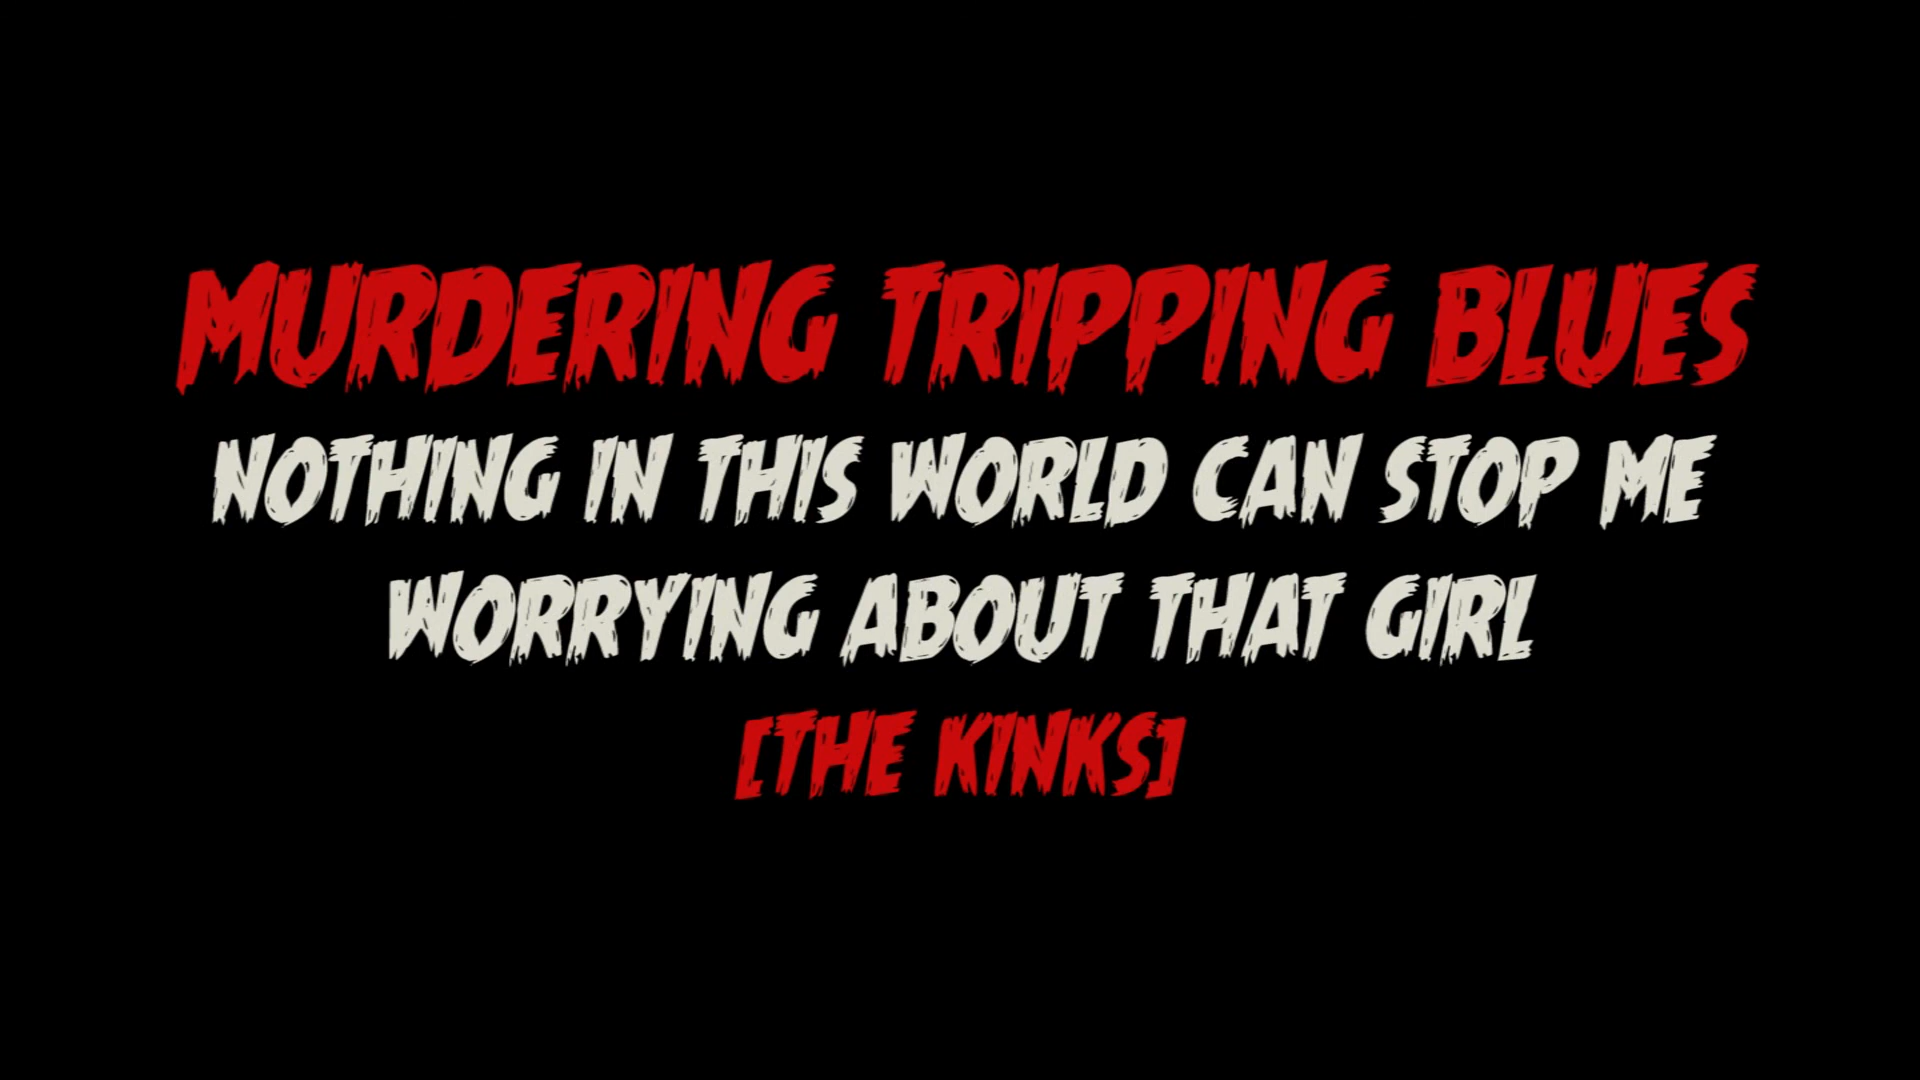 MURDERING TRIPPING BLUES
NOTHING IN THIS WORLD CAN STOP ME
WORRYING ABOUT THAT GIRL
[THE KINKS]